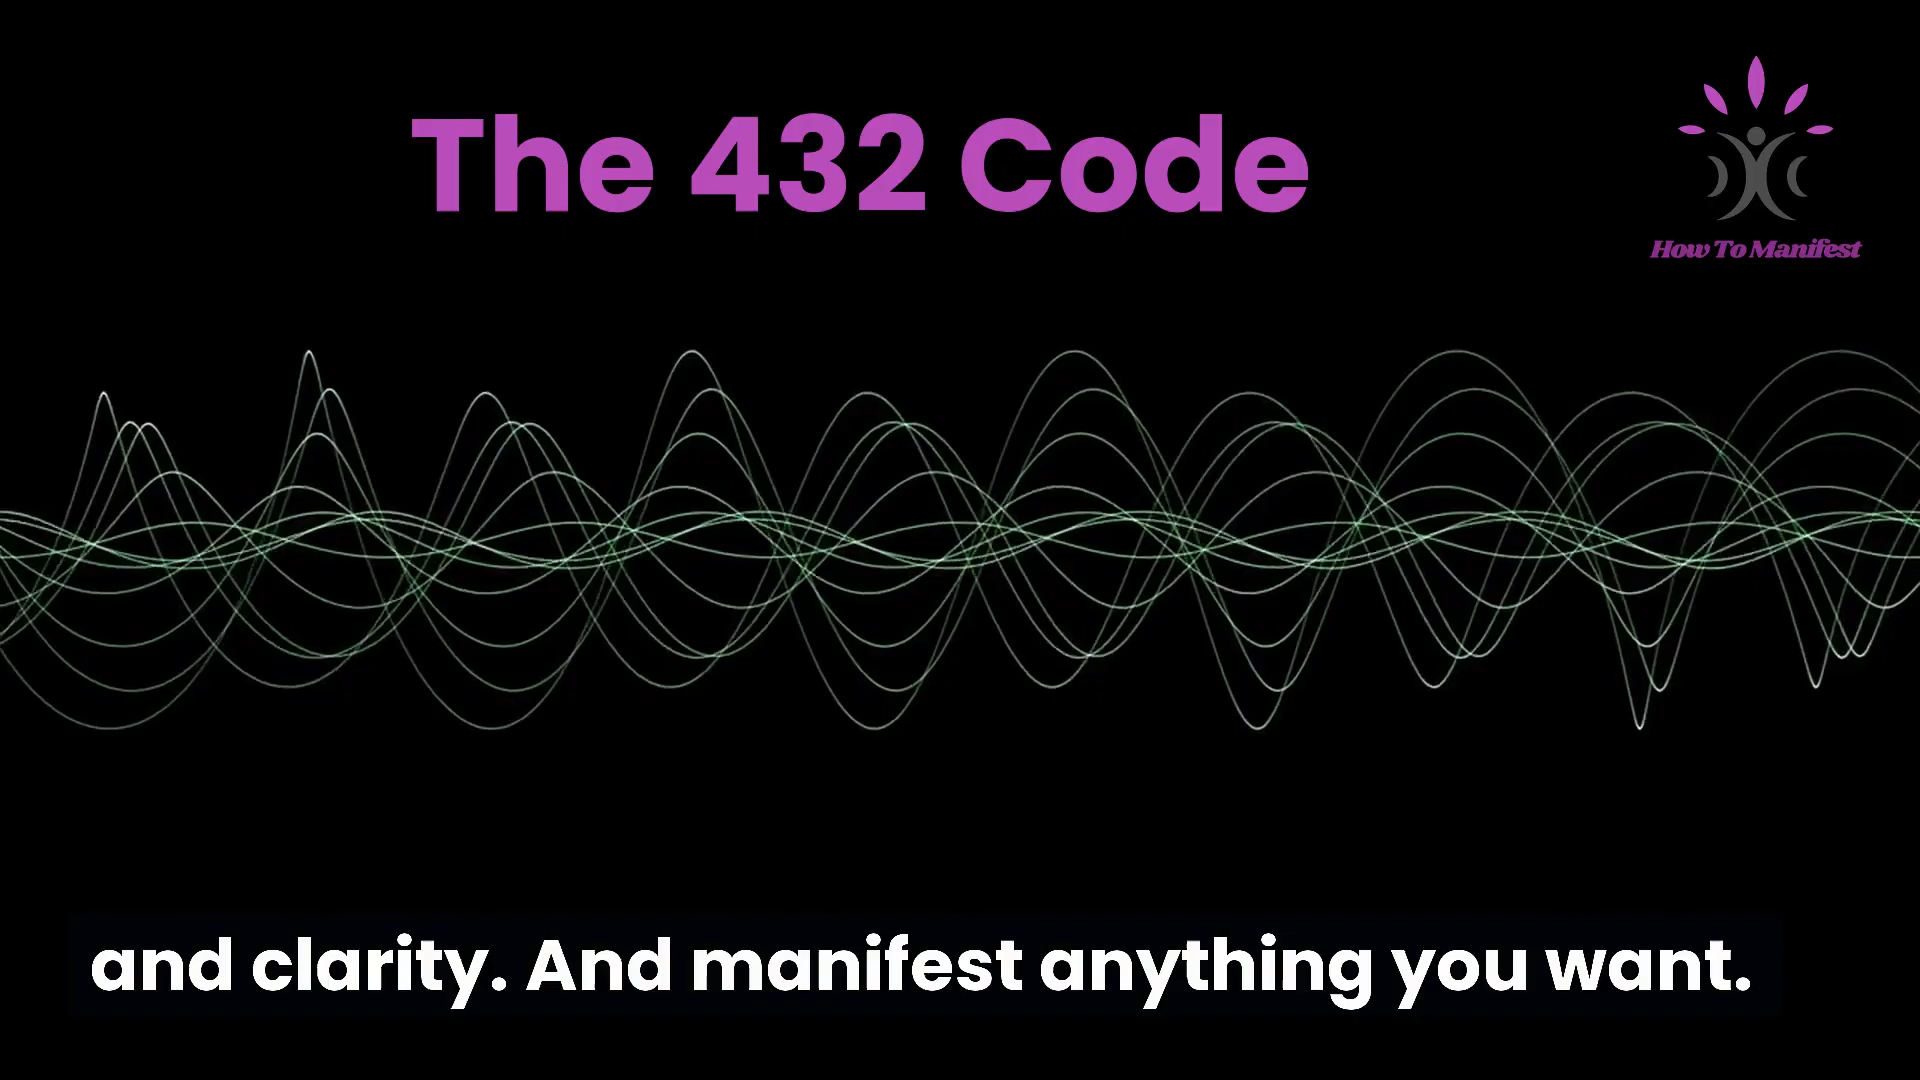 The 432 Code
How To Manifest
and clarity. And manifest anything you want.